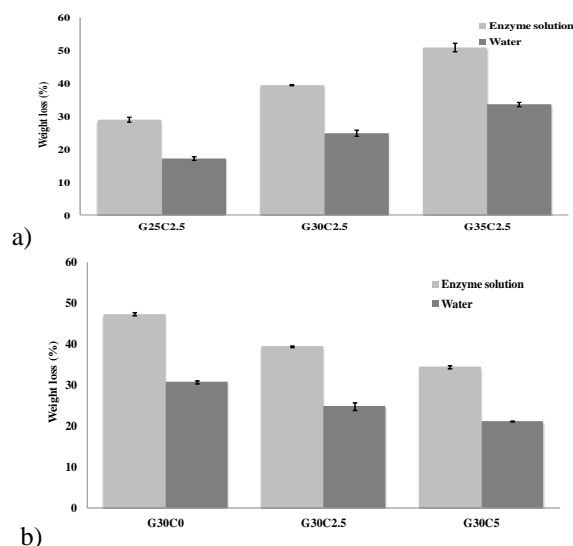 60
Enzyme solution
50
Water
40
30
20
10
0
Weight loss (%)
G25C2.5 G30C2.5 G35C2.5
a)
60
Enzyme solution
50
Water
40
30
20
10
0
Weight loss (%)
G30C0 G30C2.5 G30C5
b)